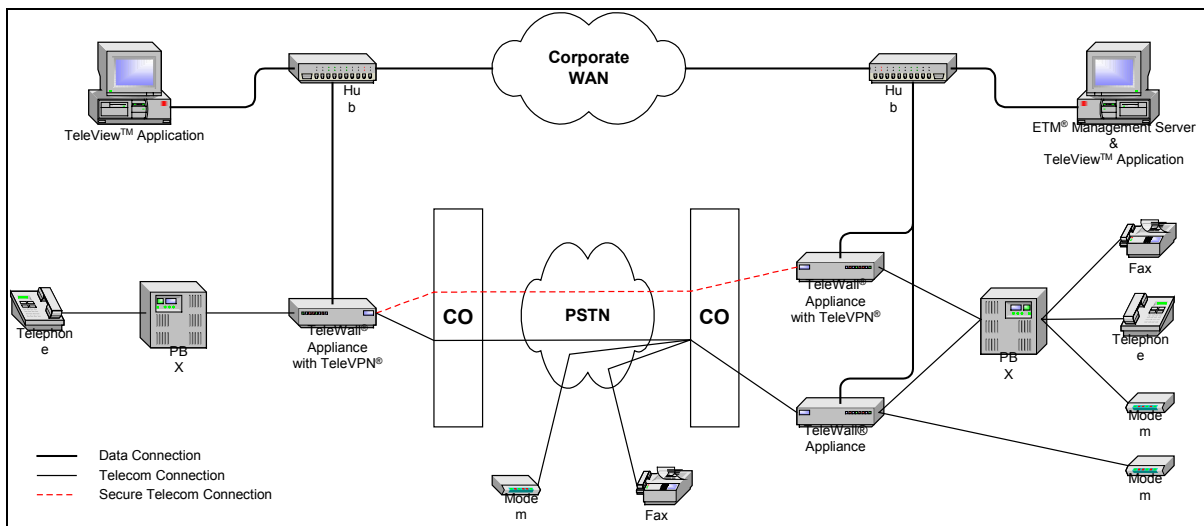 Corporate
WAN
Hu
b
Hu
b
TeleView™ Application
ETM® Management Server
&
TeleView™ Application
Fax
Telephon
e
PB
X
TeleWall®
Appliance
with TeleVPN®
CO
PSTN
CO
TeleWall®
Appliance
with TeleVPN®
PB
X
Telephon
e
TeleWall®
Appliance
Mode
m
Data Connection
Telecom Connection
Secure Telecom Connection
Mode
m
Fax
Mode
m